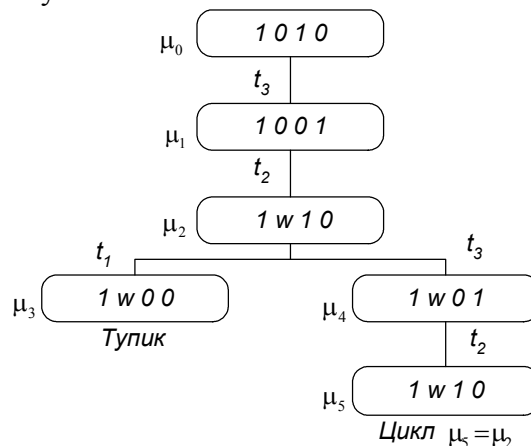 μ₀ 1 0 1 0
t₃
μ₁ 1 0 0 1
t₂
μ₂ 1 w 1 0
t₁ t₃
μ₃ 1 w 0 0 μ₄ 1 w 0 1
Тупик t₂
μ₅ 1 w 1 0
Цикл μ₅=μ₂